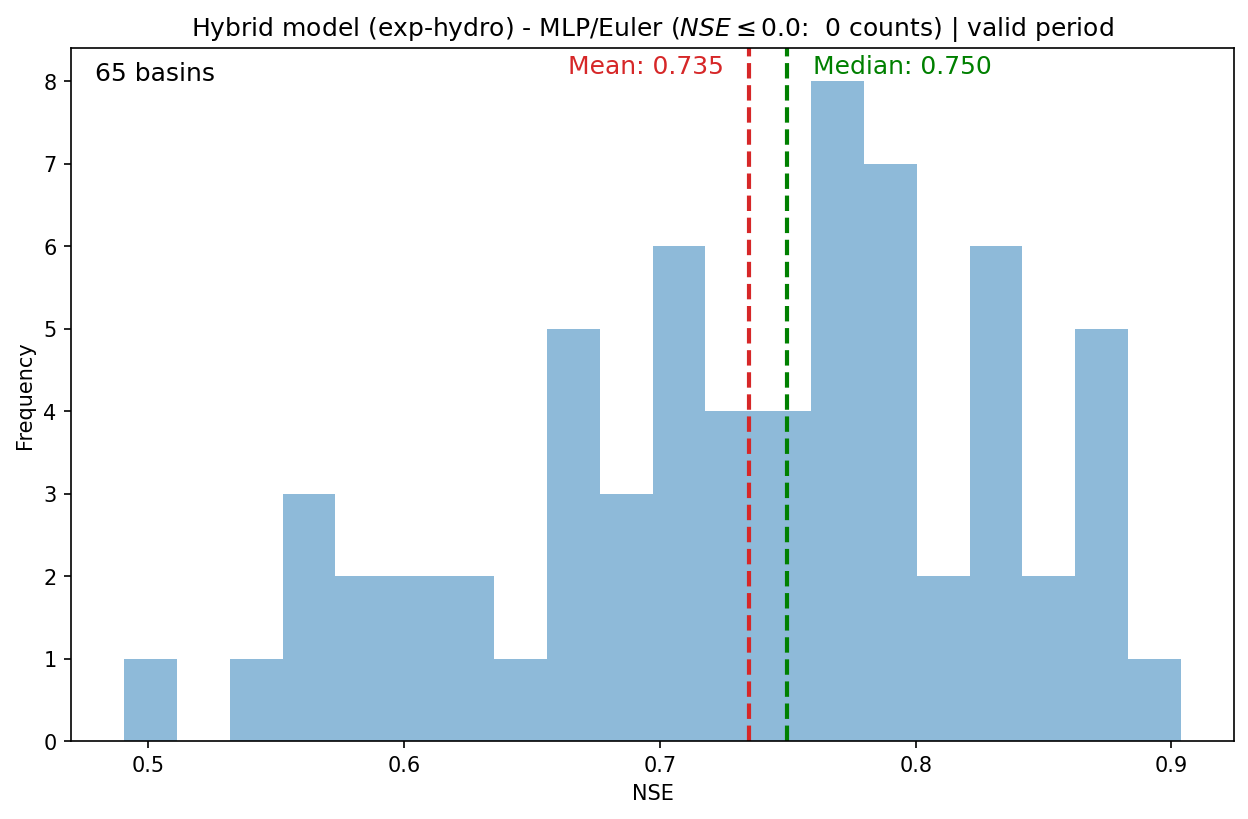 Hybrid model (exp-hydro) - MLP/Euler (NSE ≤ 0.0:  0 counts) | valid period
65 basins
Mean: 0.735
Median: 0.750
8
7
6
5
4
3
2
1
0
Frequency
0.5
0.6
0.7
0.8
0.9
NSE